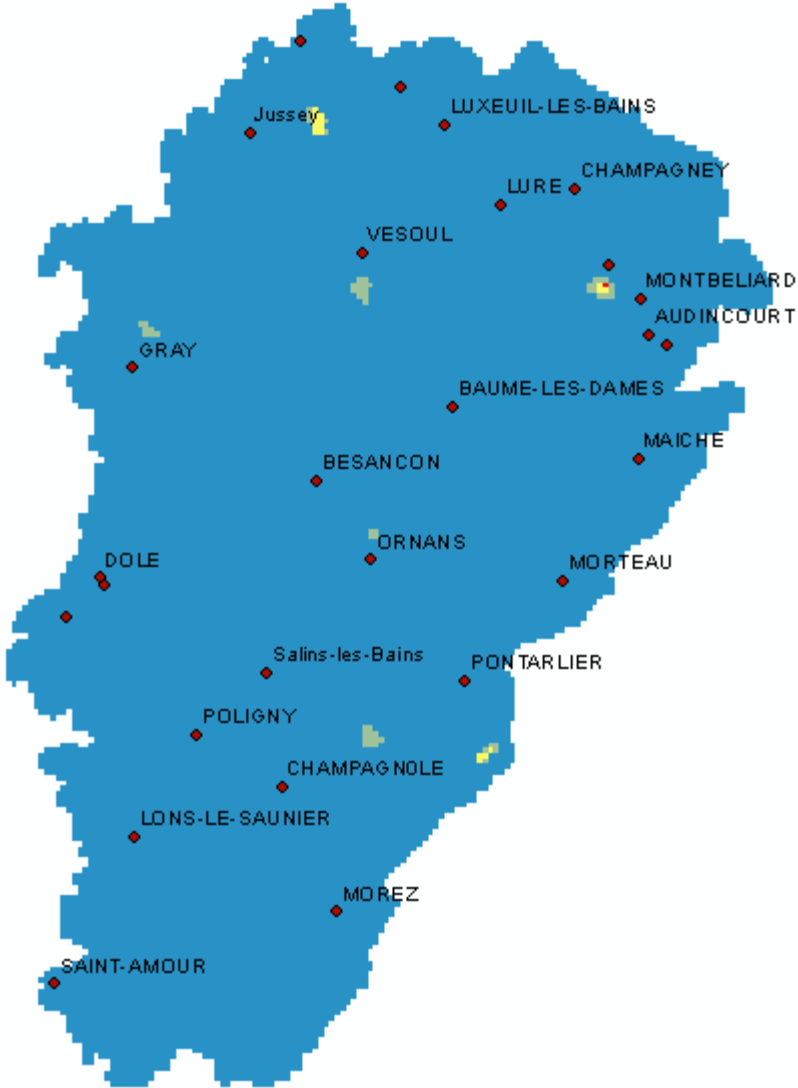 LUXEUIL-LES-BAINS
Jussey
CHAMPAGNEY
LURE
VESOUL
MONTBELIARD
AUDINCOURT
GRAY
BAUME-LES-DAMES
MAICHE
BESANCON
ORNANS
DOLE
MORTEAU
Salins-les-Bains
PONTARLIER
POLIGNY
CHAMPAGNOLE
LONS-LE-SAUNIER
MOREZ
SAINT-AMOUR